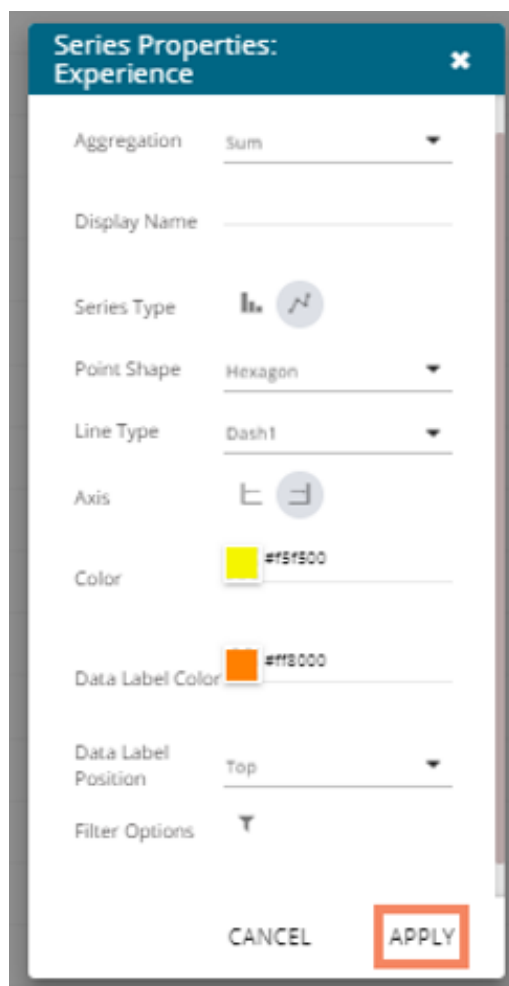 Series Properties:
Experience
Aggregation Sum
Display Name
Series Type
Point Shape Hexagon
Line Type Dash1
Axis
#f5f500
Color
#ff8000
Data Label Color
Data Label
Position Top
Filter Options
CANCEL APPLY